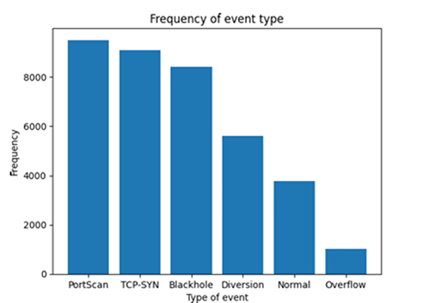 Frequency of event type
Frequency
8000
6000
4000
2000
0
PortScan TCP-SYN Blackhole Diversion Normal Overflow
Type of event